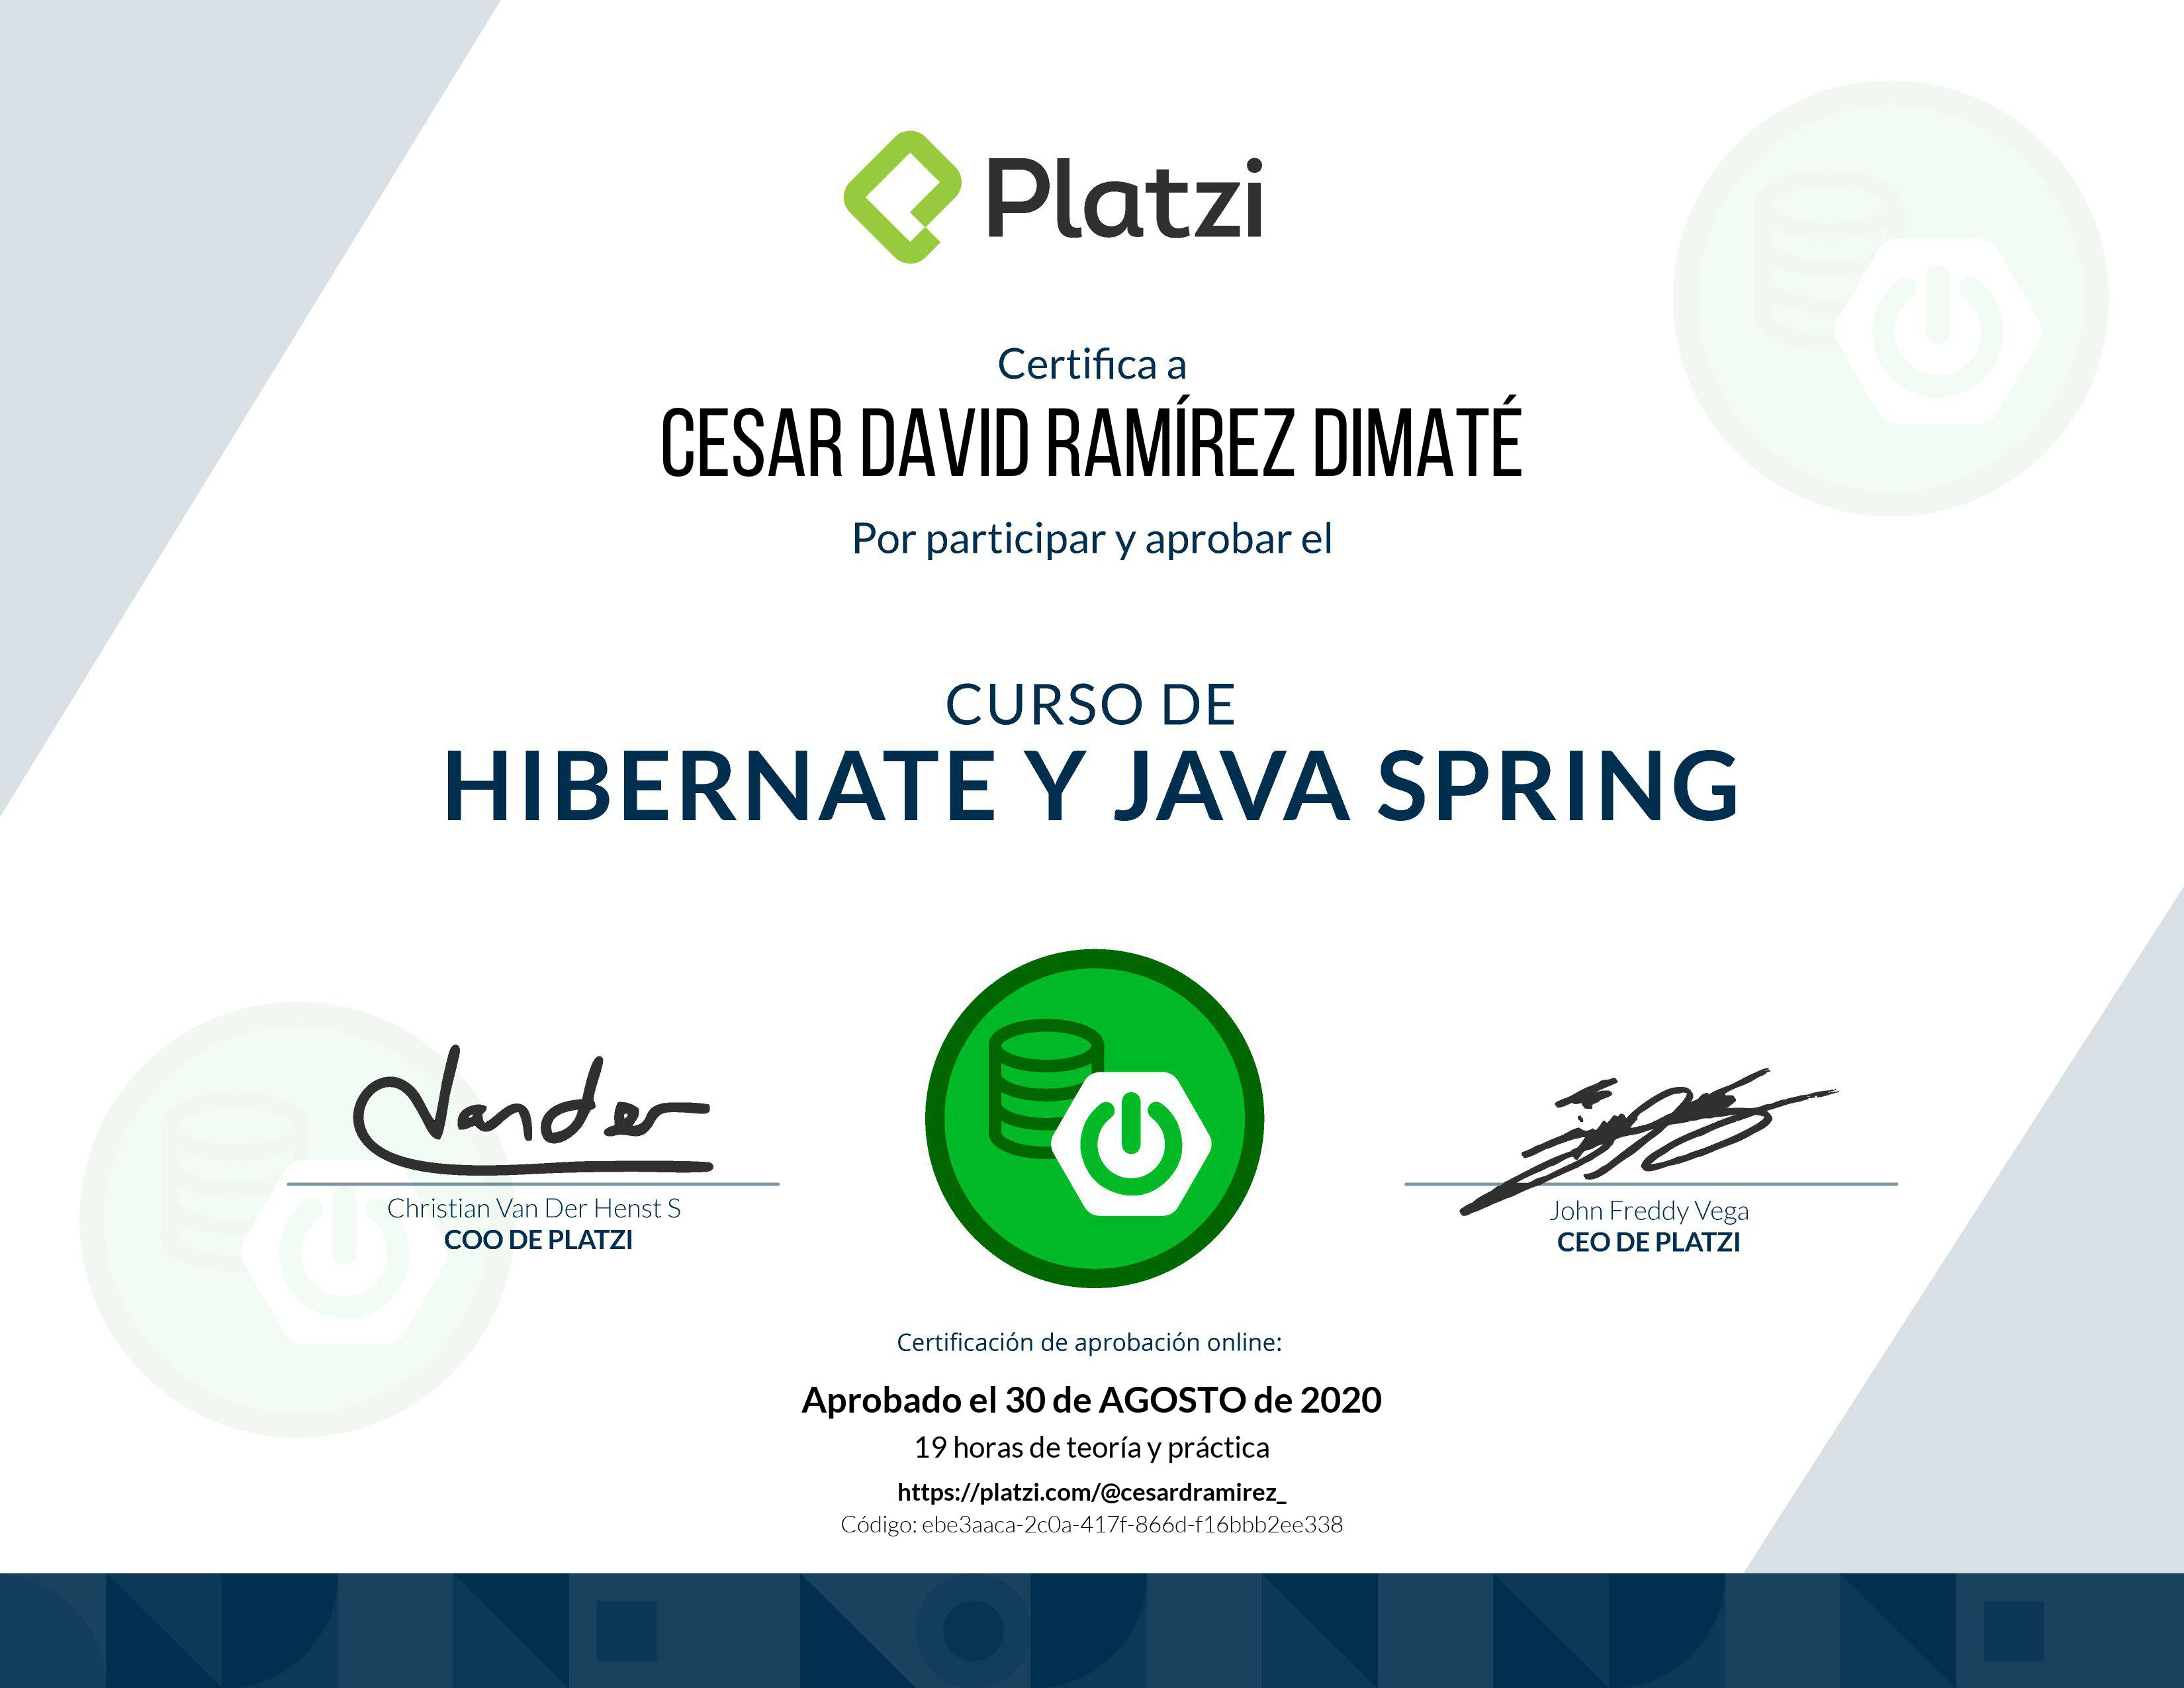 Platzi
Certifica a
CESAR DAVID RAMÍREZ DIMATÉ
Por participar y aprobar el
CURSO DE
HIBERNATE Y JAVA SPRING
Vander
Christian Van Der Henst S
COO DE PLATZI
John Freddy Vega
CEO DE PLATZI
Certificación de aprobación online:
Aprobado el 30 de AGOSTO de 2020
19 horas de teoría y práctica
https://platzi.com/@cesardramirez_
Código: ebe3aaca-2c0a-417f-866d-f16bbb2ee338